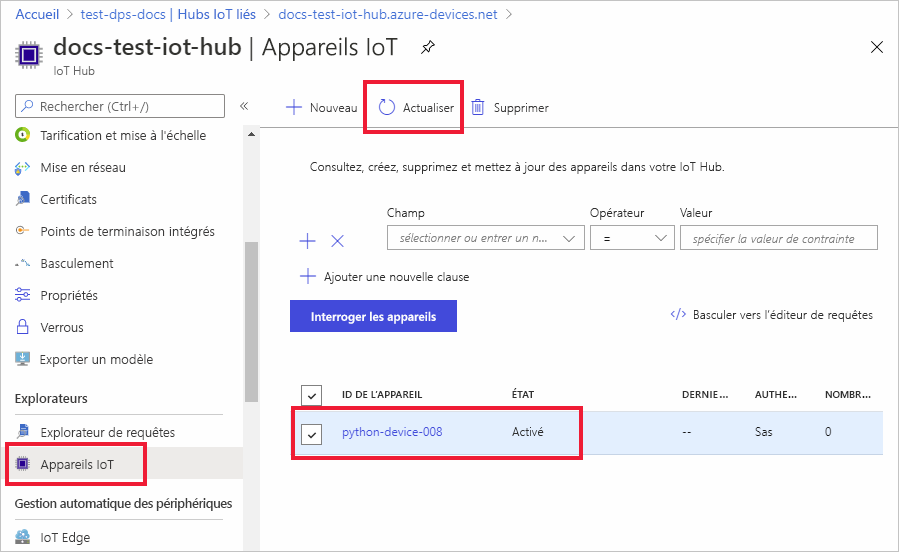 Accueil > test-dps-docs | Hubs IoT liés > docs-test-iot-hub.azure-devices.net >
docs-test-iot-hub | Appareils IoT
IoT Hub
Rechercher (Ctrl+/)
Tarification et mise à l'échelle
Mise en réseau
Certificats
Points de terminaison intégrés
Basculement
Propriétés
Verrous
Exporter un modèle
Explorateurs
Explorateur de requêtes
Appareils IoT
Gestion automatique des périphériques
IoT Edge
Nouveau Actualiser Supprimer
Consultez, créez, supprimez et mettez à jour des appareils dans votre IoT Hub.
Champ Opérateur Valeur
sélectionner ou entrer un n... = spécifier la valeur de contrainte
Ajouter une nouvelle clause
Interroger les appareils </> Basculer vers l'éditeur de requêtes
ID DE L'APPAREIL ÉTAT DERNIE... AUTHE... NOMBR...
python-device-008 Activé -- Sas 0